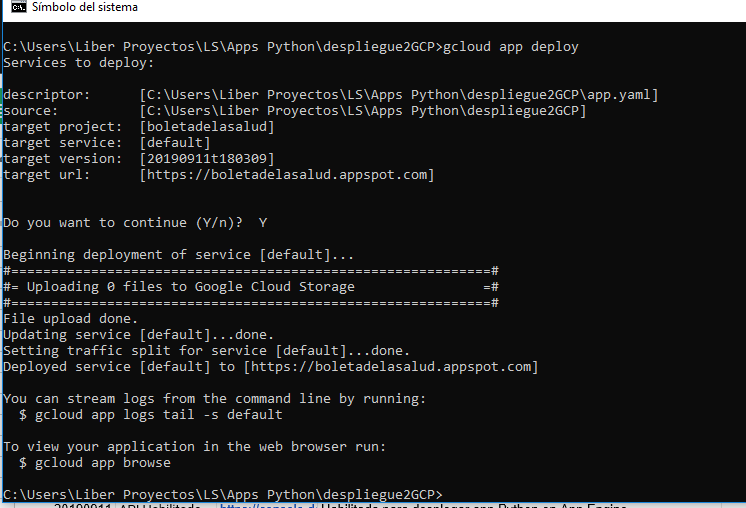 Símbolo del sistema
C:\Users\Liber Proyectos\LS\Apps Python\despliegue2GCP>gcloud app deploy
Services to deploy:
descriptor:      [C:\Users\Liber Proyectos\LS\Apps Python\despliegue2GCP\app.yaml]
source:          [C:\Users\Liber Proyectos\LS\Apps Python\despliegue2GCP]
target project:  [boletadelasalud]
target service:  [default]
target version:  [20190911t180309]
target url:      [https://boletadelasalud.appspot.com]
Do you want to continue (Y/n)?  Y
Beginning deployment of service [default]...
#============================================================#
#= Uploading 0 files to Google Cloud Storage                =#
#============================================================#
File upload done.
Updating service [default]...done.
Setting traffic split for service [default]...done.
Deployed service [default] to [https://boletadelasalud.appspot.com]
You can stream logs from the command line by running:
  $ gcloud app logs tail -s default
To view your application in the web browser run:
  $ gcloud app browse
C:\Users\Liber Proyectos\LS\Apps Python\despliegue2GCP>